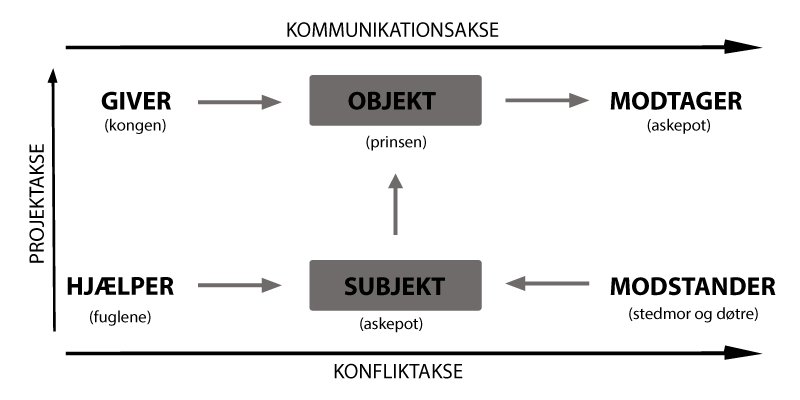 KOMMUNIKATIONSAKSE
GIVER
(kongen)
OBJEKT
(prinsen)
MODTAGER
(askepot)
PROJEKTAKSE
HJÆLPER
(fuglene)
SUBJEKT
(askepot)
MODSTANDER
(stedmor og døtre)
KONFLIKTAKSE